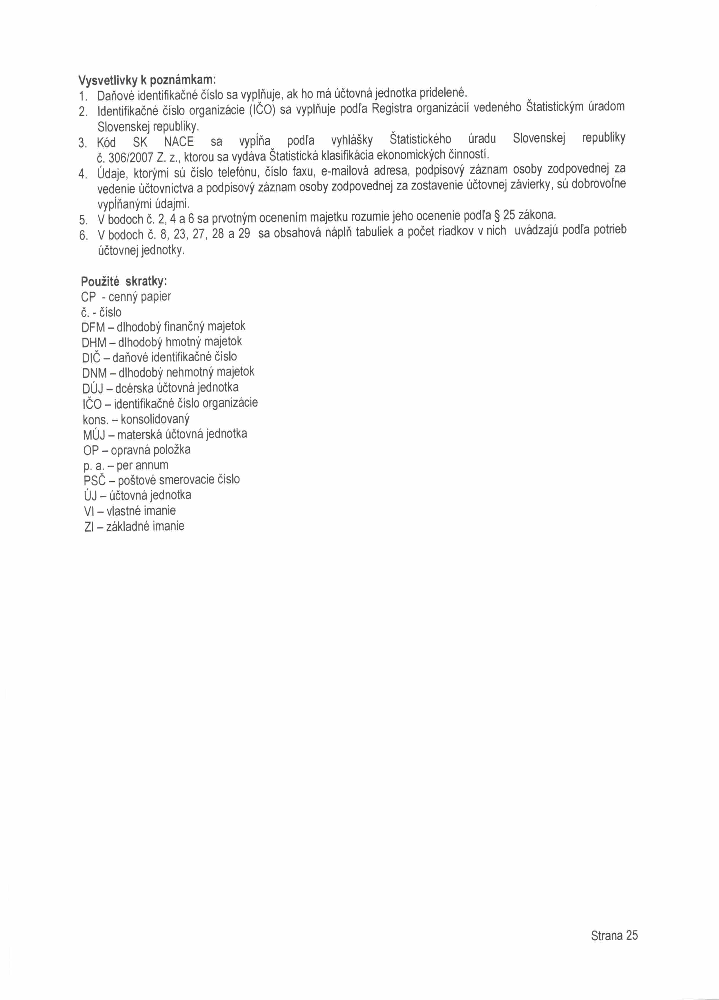 Vysvetlivky k poznámkam:
1. Daňové identifikačné číslo sa vyplňuje, ak ho má účtovná jednotka pridelené.
2. Identifikačné číslo organizácie (IČO) sa vyplňuje podľa Registra organizácií vedeného Štatistickým úradom
Slovenskej republiky.
3. Kód SK NACE sa vypĺňa podľa vyhlášky Štatistického úradu Slovenskej republiky
č. 306/2007 Z. z., ktorou sa vydáva Štatistická klasifikácia ekonomických činností.
4. Údaje, ktorými sú číslo telefónu, číslo faxu, e-mailová adresa, podpisový záznam osoby zodpovednej za
vedenie účtovníctva a podpisový záznam osoby zodpovednej za zostavenie účtovnej závierky, sú dobrovoľne
vypĺňanými údajmi.
5. V bodoch č. 2, 4 a 6 sa prvotným ocenením majetku rozumie jeho ocenenie podľa § 25 zákona.
6. V bodoch č. 8, 23, 27, 28 a 29 sa obsahová náplň tabuliek a počet riadkov v nich uvádzajú podľa potrieb
účtovnej jednotky.
Použité skratky:
CP - cenný papier
č. - číslo
DFM – dlhodobý finančný majetok
DHM – dlhodobý hmotný majetok
DIČ – daňové identifikačné číslo
DNM – dlhodobý nehmotný majetok
DÚJ – dcérska účtovná jednotka
IČO – identifikačné číslo organizácie
kons. – konsolidovaný
MÚJ – materská účtovná jednotka
OP – opravná položka
p. a. – per annum
PSČ – poštové smerovacie číslo
ÚJ – účtovná jednotka
VI – vlastné imanie
ZI – základné imanie
Strana 25